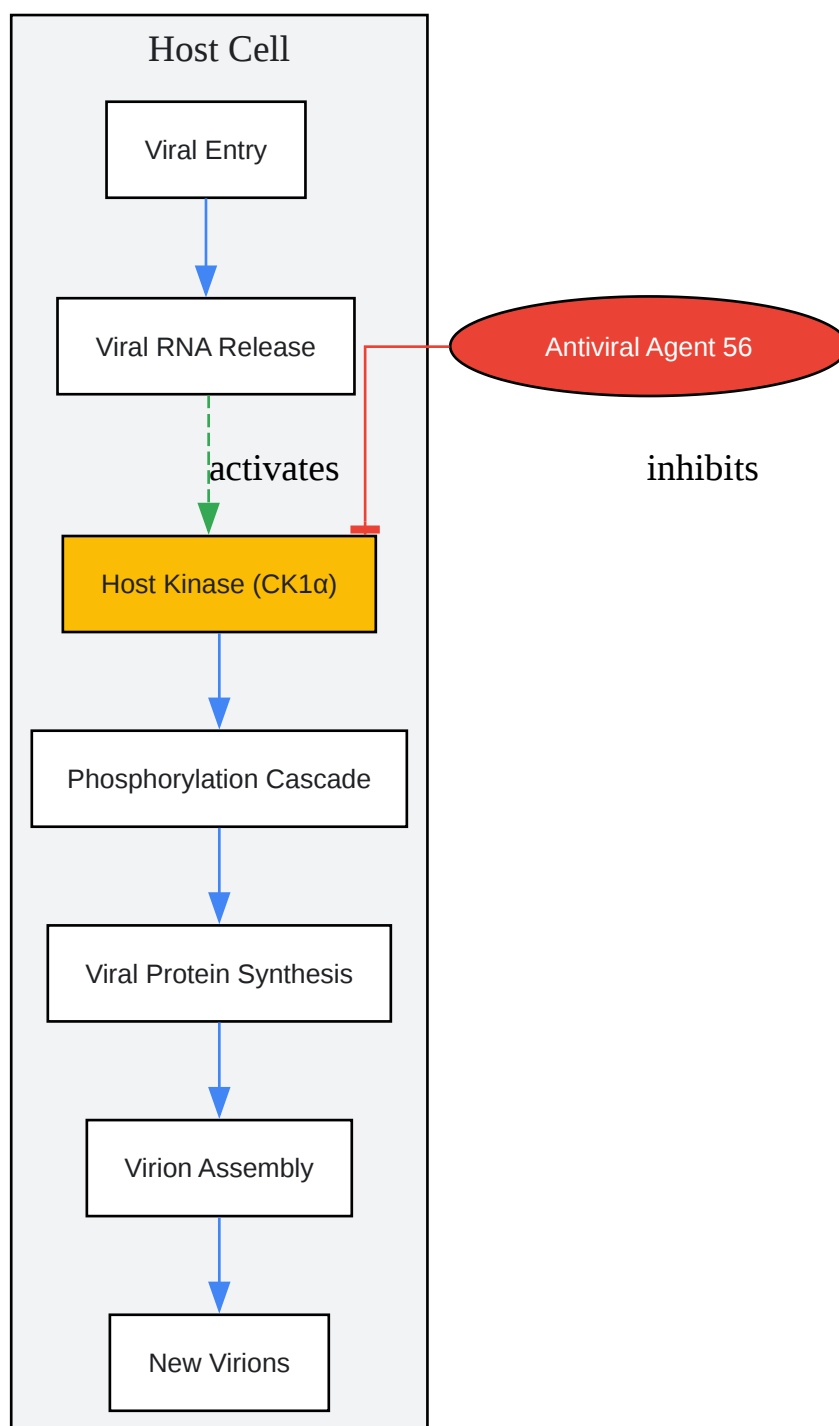 Host Cell
Viral Entry
Viral RNA Release
Antiviral Agent 56
activates
inhibits
Host Kinase (CK1α)
Phosphorylation Cascade
Viral Protein Synthesis
Virion Assembly
New Virions